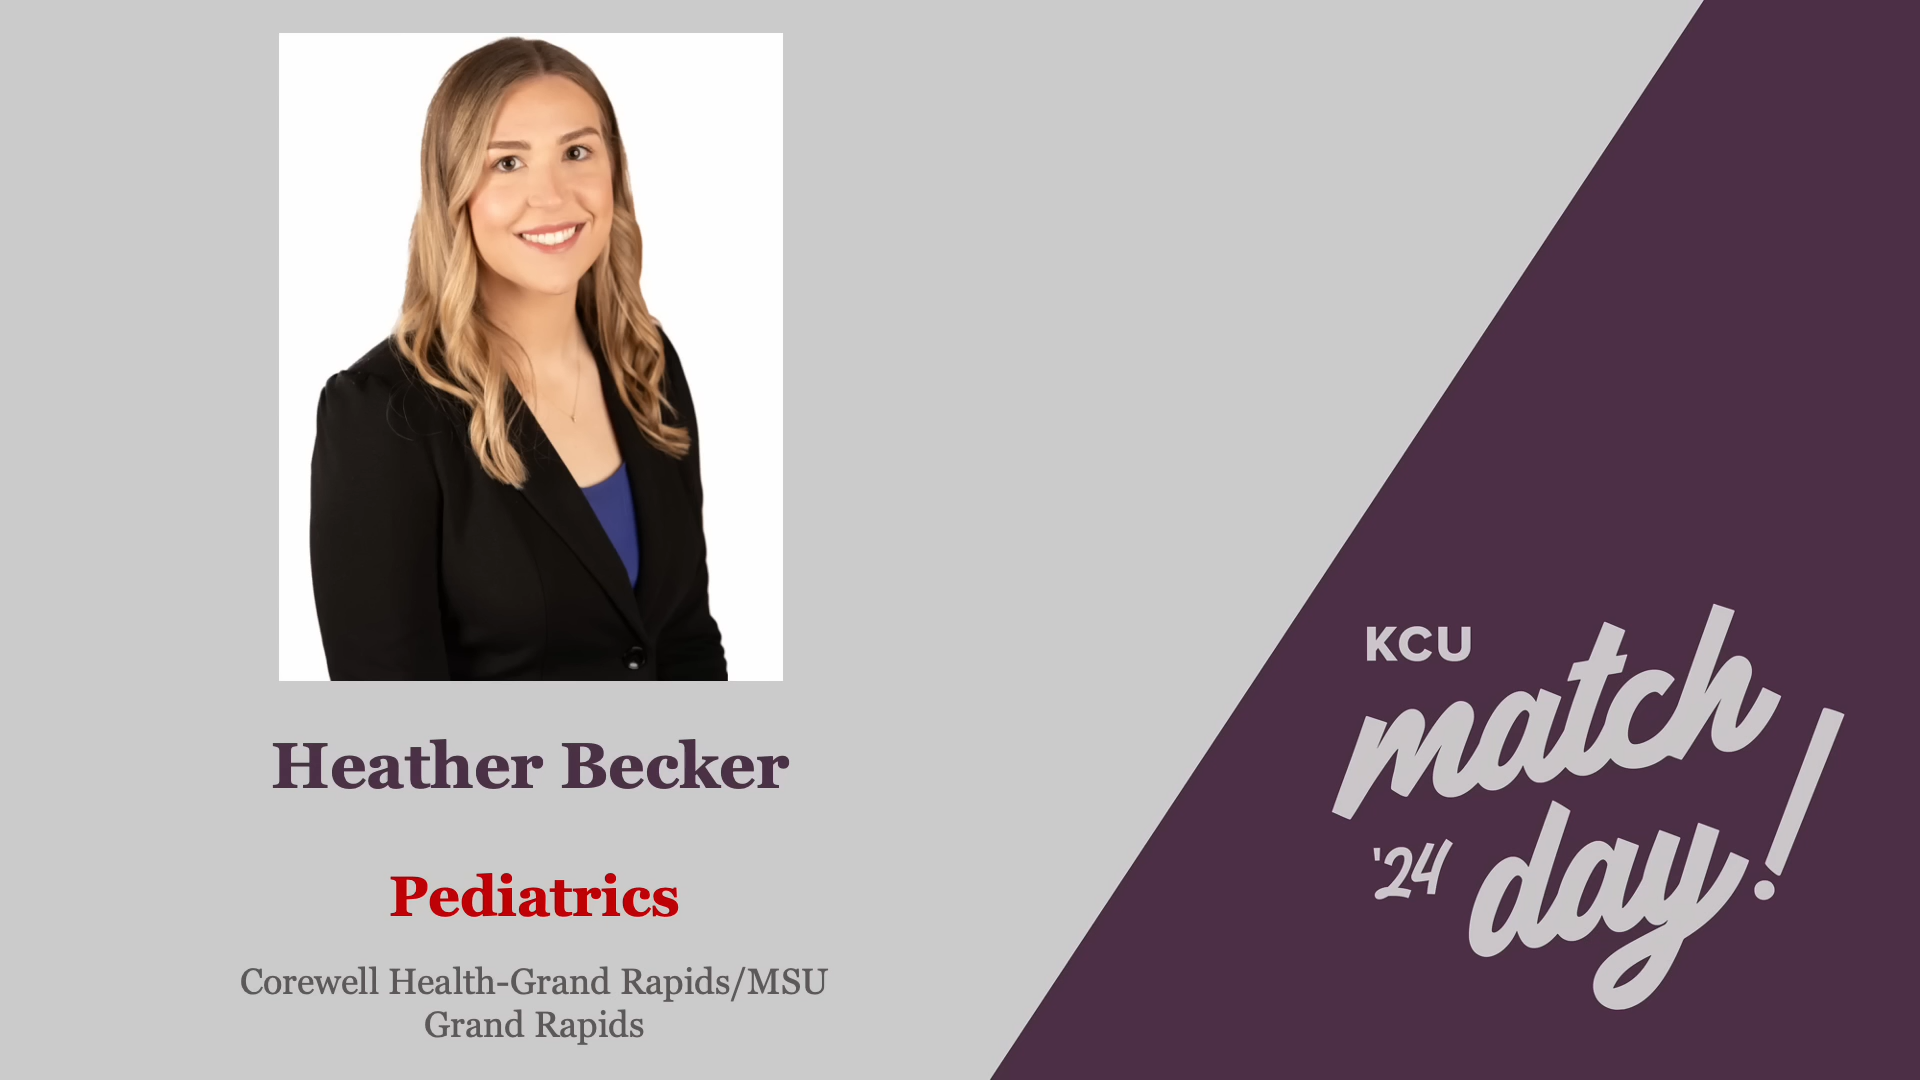 Heather Becker
Pediatrics
Corewell Health-Grand Rapids/MSU
Grand Rapids
KCU
match
'24 day!